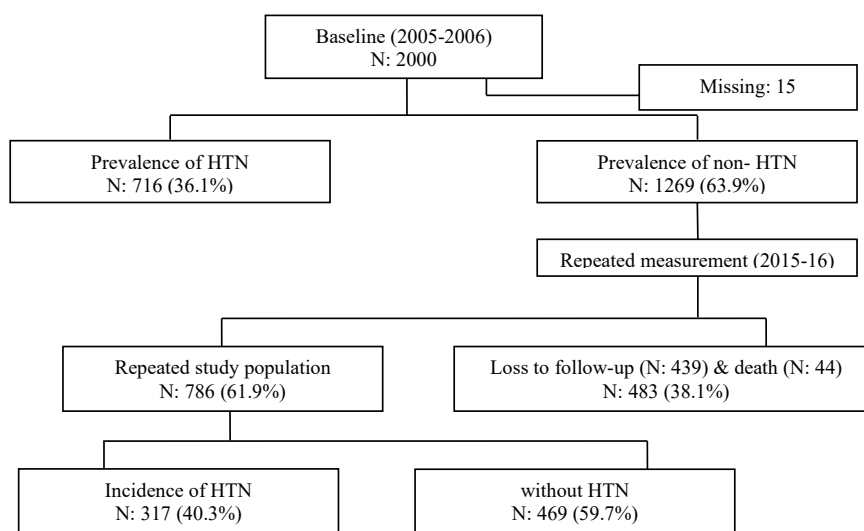 Baseline (2005-2006)
N: 2000
Missing: 15
Prevalence of HTN
N: 716 (36.1%)
Prevalence of non- HTN
N: 1269 (63.9%)
Repeated measurement (2015-16)
Repeated study population
N: 786 (61.9%)
Loss to follow-up (N: 439) & death (N: 44)
N: 483 (38.1%)
Incidence of HTN
N: 317 (40.3%)
without HTN
N: 469 (59.7%)